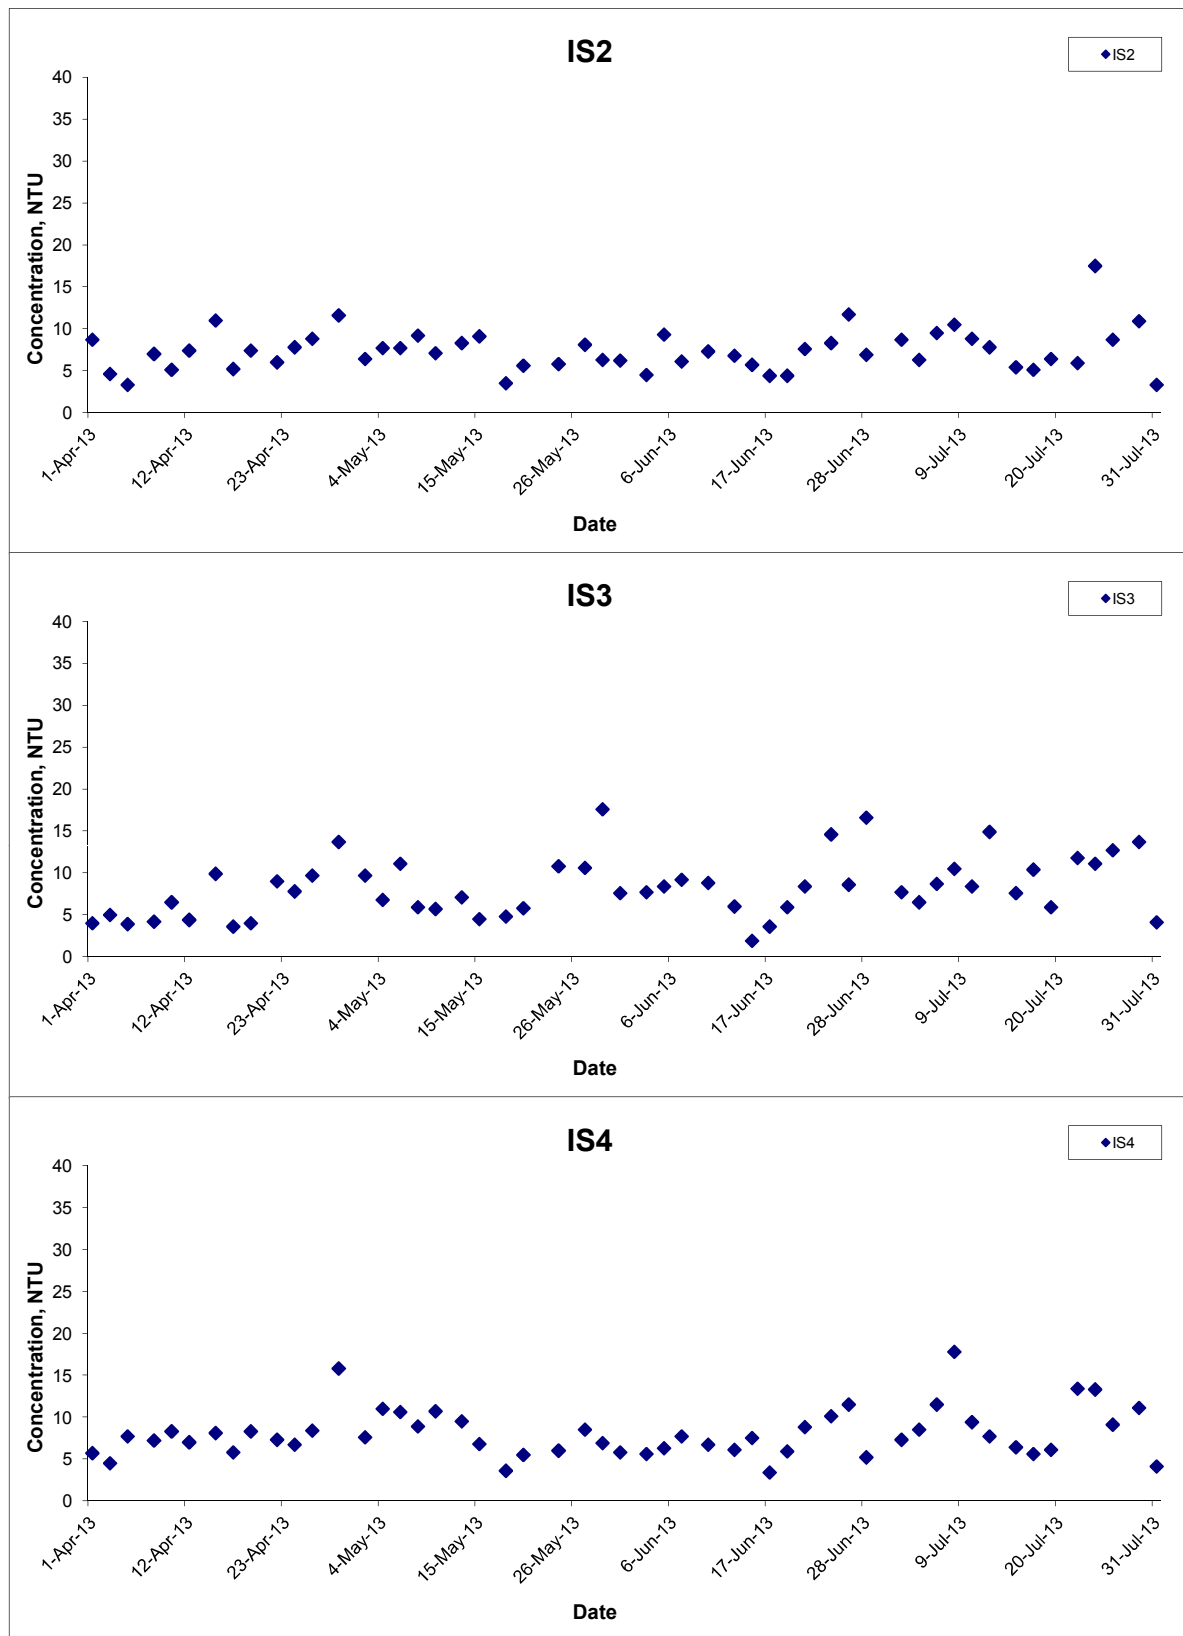 IS2
IS2
40
35
30
25
20
15
10
5
0
Concentration, NTU
1-Apr-13
12-Apr-13
23-Apr-13
4-May-13
15-May-13
26-May-13
6-Jun-13
17-Jun-13
28-Jun-13
9-Jul-13
20-Jul-13
31-Jul-13
Date
IS3
IS3
40
35
30
25
20
15
10
5
0
Concentration, NTU
1-Apr-13
12-Apr-13
23-Apr-13
4-May-13
15-May-13
26-May-13
6-Jun-13
17-Jun-13
28-Jun-13
9-Jul-13
20-Jul-13
31-Jul-13
Date
IS4
IS4
40
35
30
25
20
15
10
5
0
Concentration, NTU
1-Apr-13
12-Apr-13
23-Apr-13
4-May-13
15-May-13
26-May-13
6-Jun-13
17-Jun-13
28-Jun-13
9-Jul-13
20-Jul-13
31-Jul-13
Date